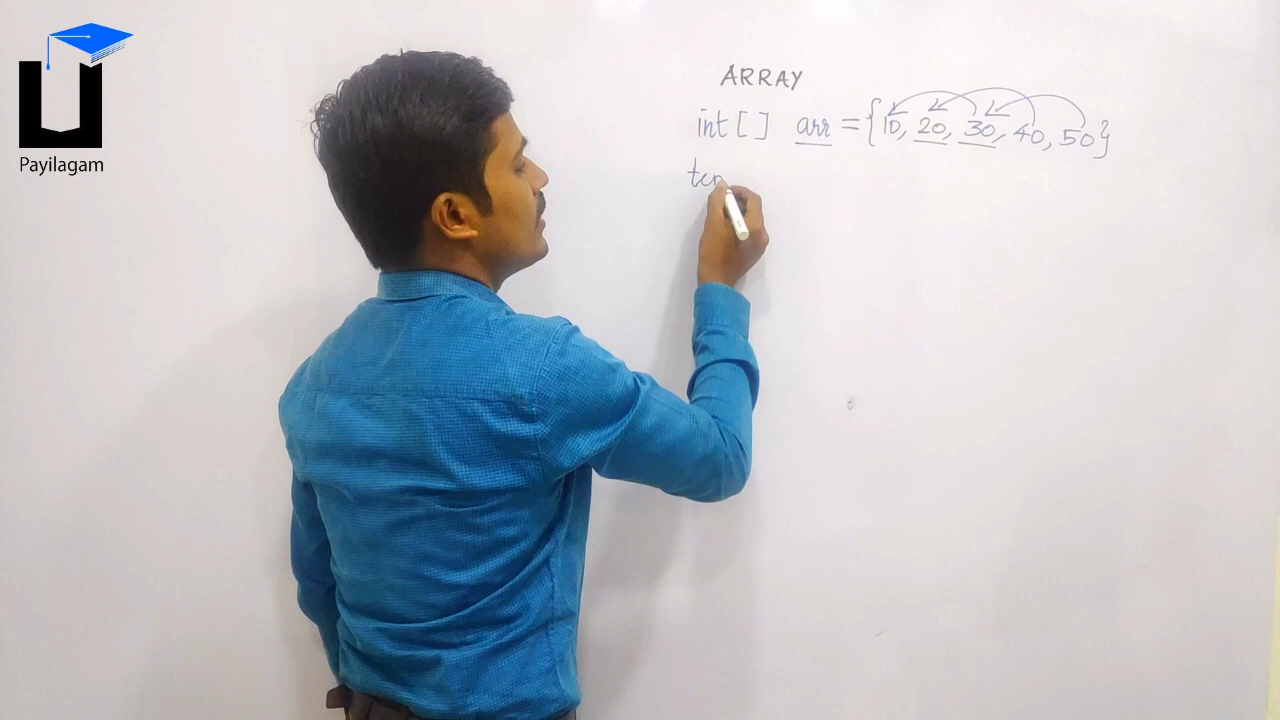 Payilagam
ARRAY
int [ ] arr = {10, 20, 30, 40, 50}